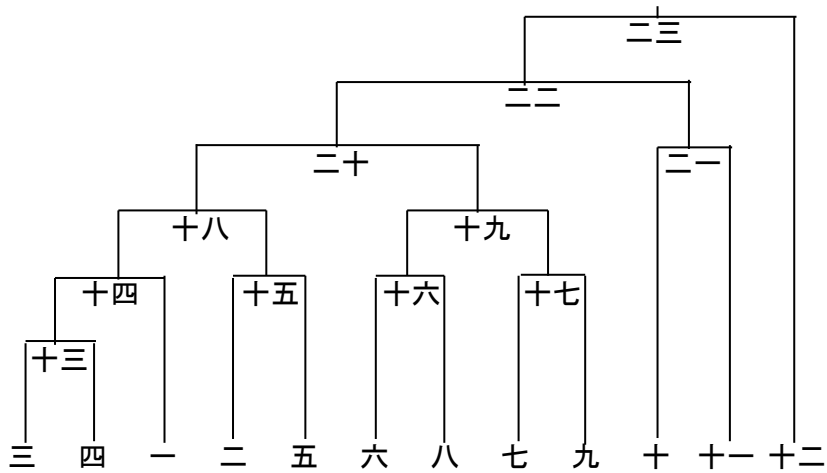 二三
二二
二十 二一
十八 十九
十四 十五 十六 十七
十三
三 四 一 二 五 六 八 七 九 十 十一 十二